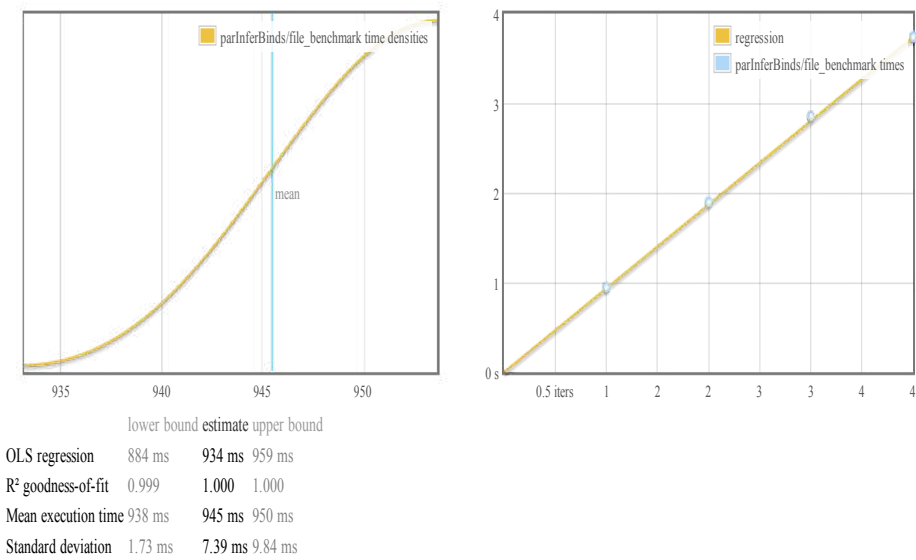 parInferBinds/file_benchmark time densities
mean
935 940 945 950
4
regression
parInferBinds/file_benchmark times
3
2
1
0 s
0.5 iters 1 2 2 3 3 4 4
lower bound estimate upper bound
OLS regression 884 ms 934 ms 959 ms
R² goodness-of-fit 0.999 1.000 1.000
Mean execution time 938 ms 945 ms 950 ms
Standard deviation 1.73 ms 7.39 ms 9.84 ms